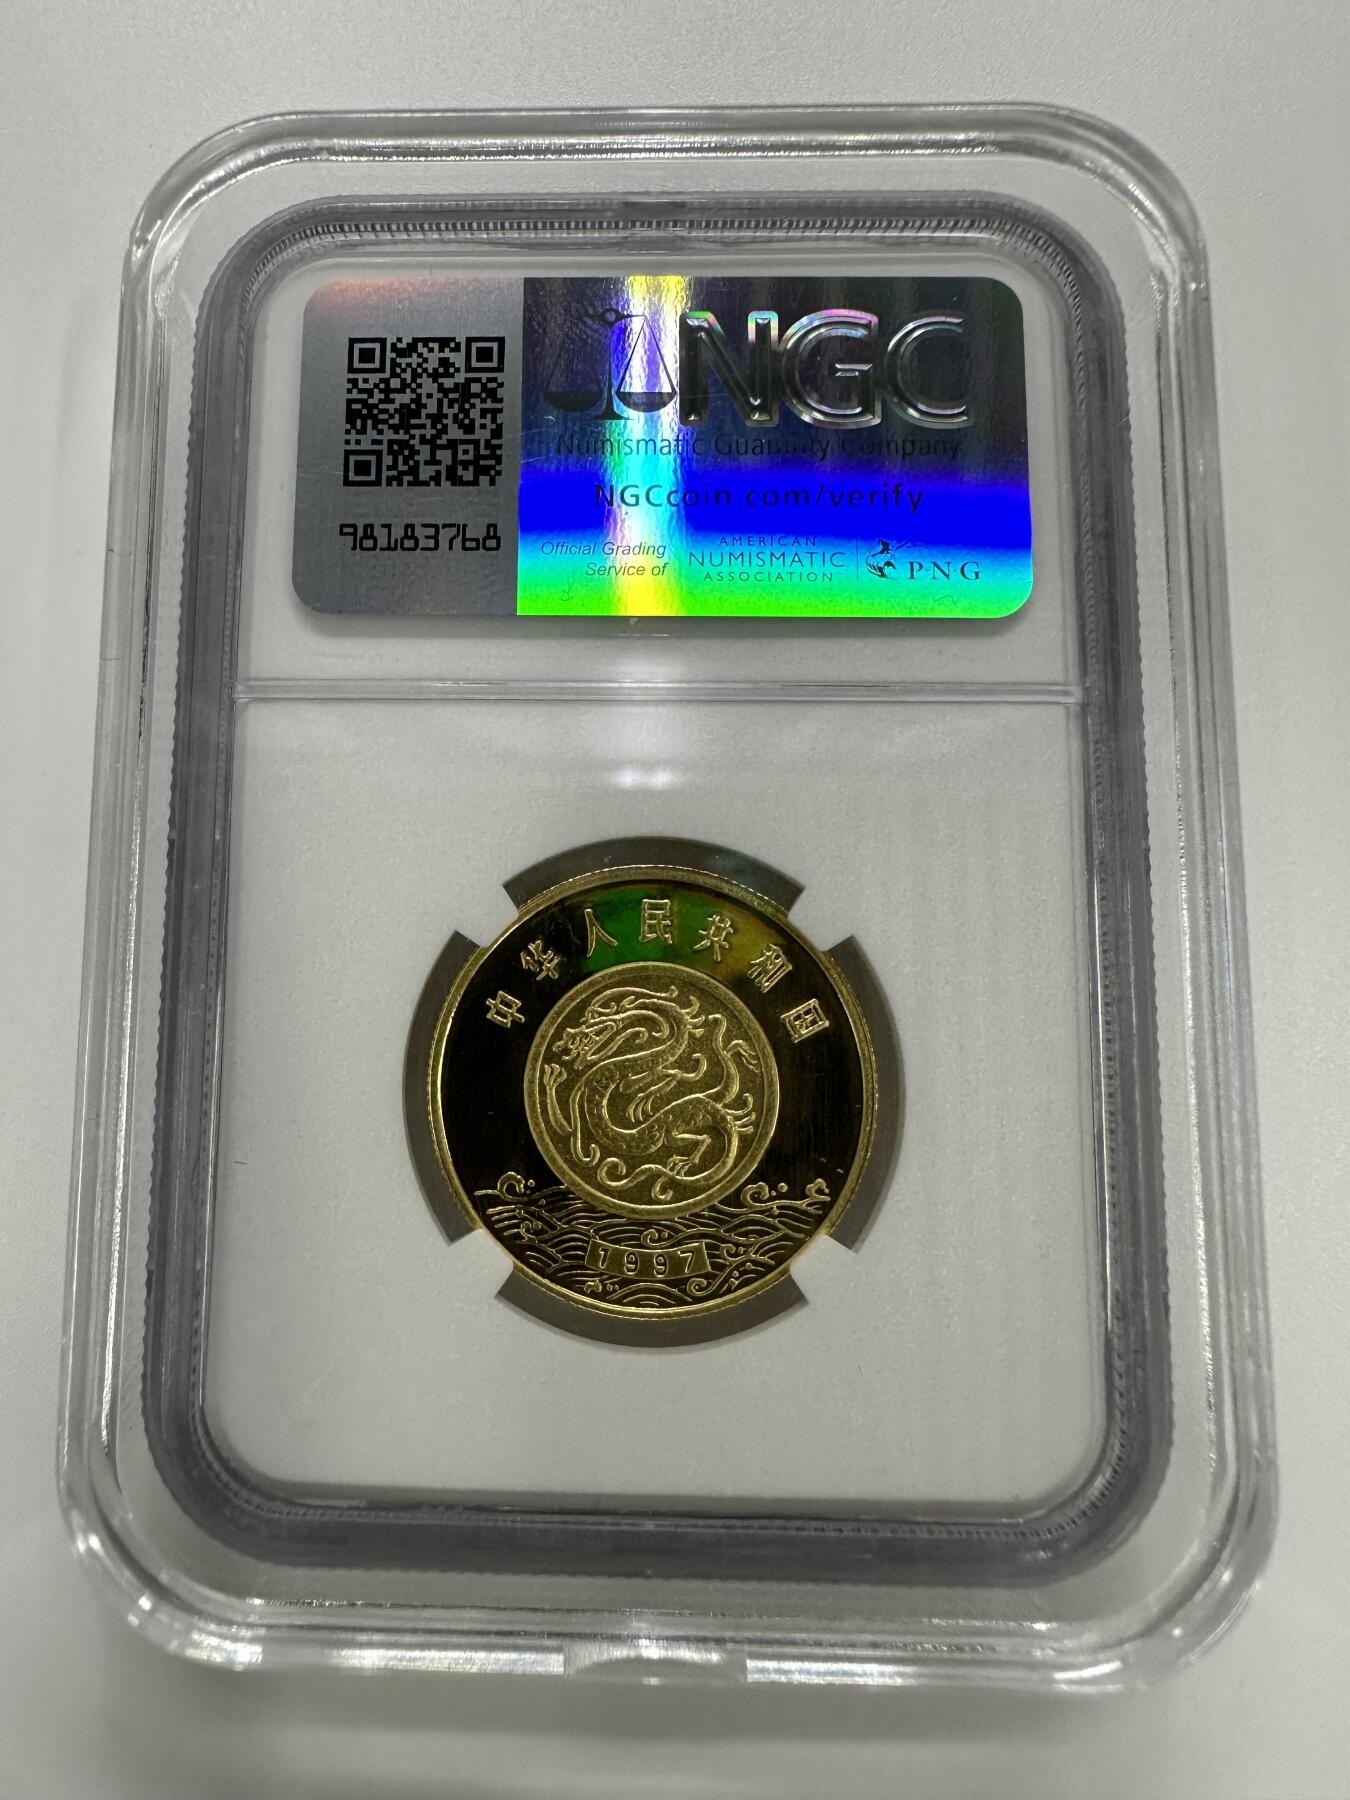 NGC
Numismatic Guaranty Company
NGCcoin.com/verify
98183768
Official Grading
Service of
AMERICAN
NUMISMATIC
ASSOCIATION
PNG
中华人民共和国
1997